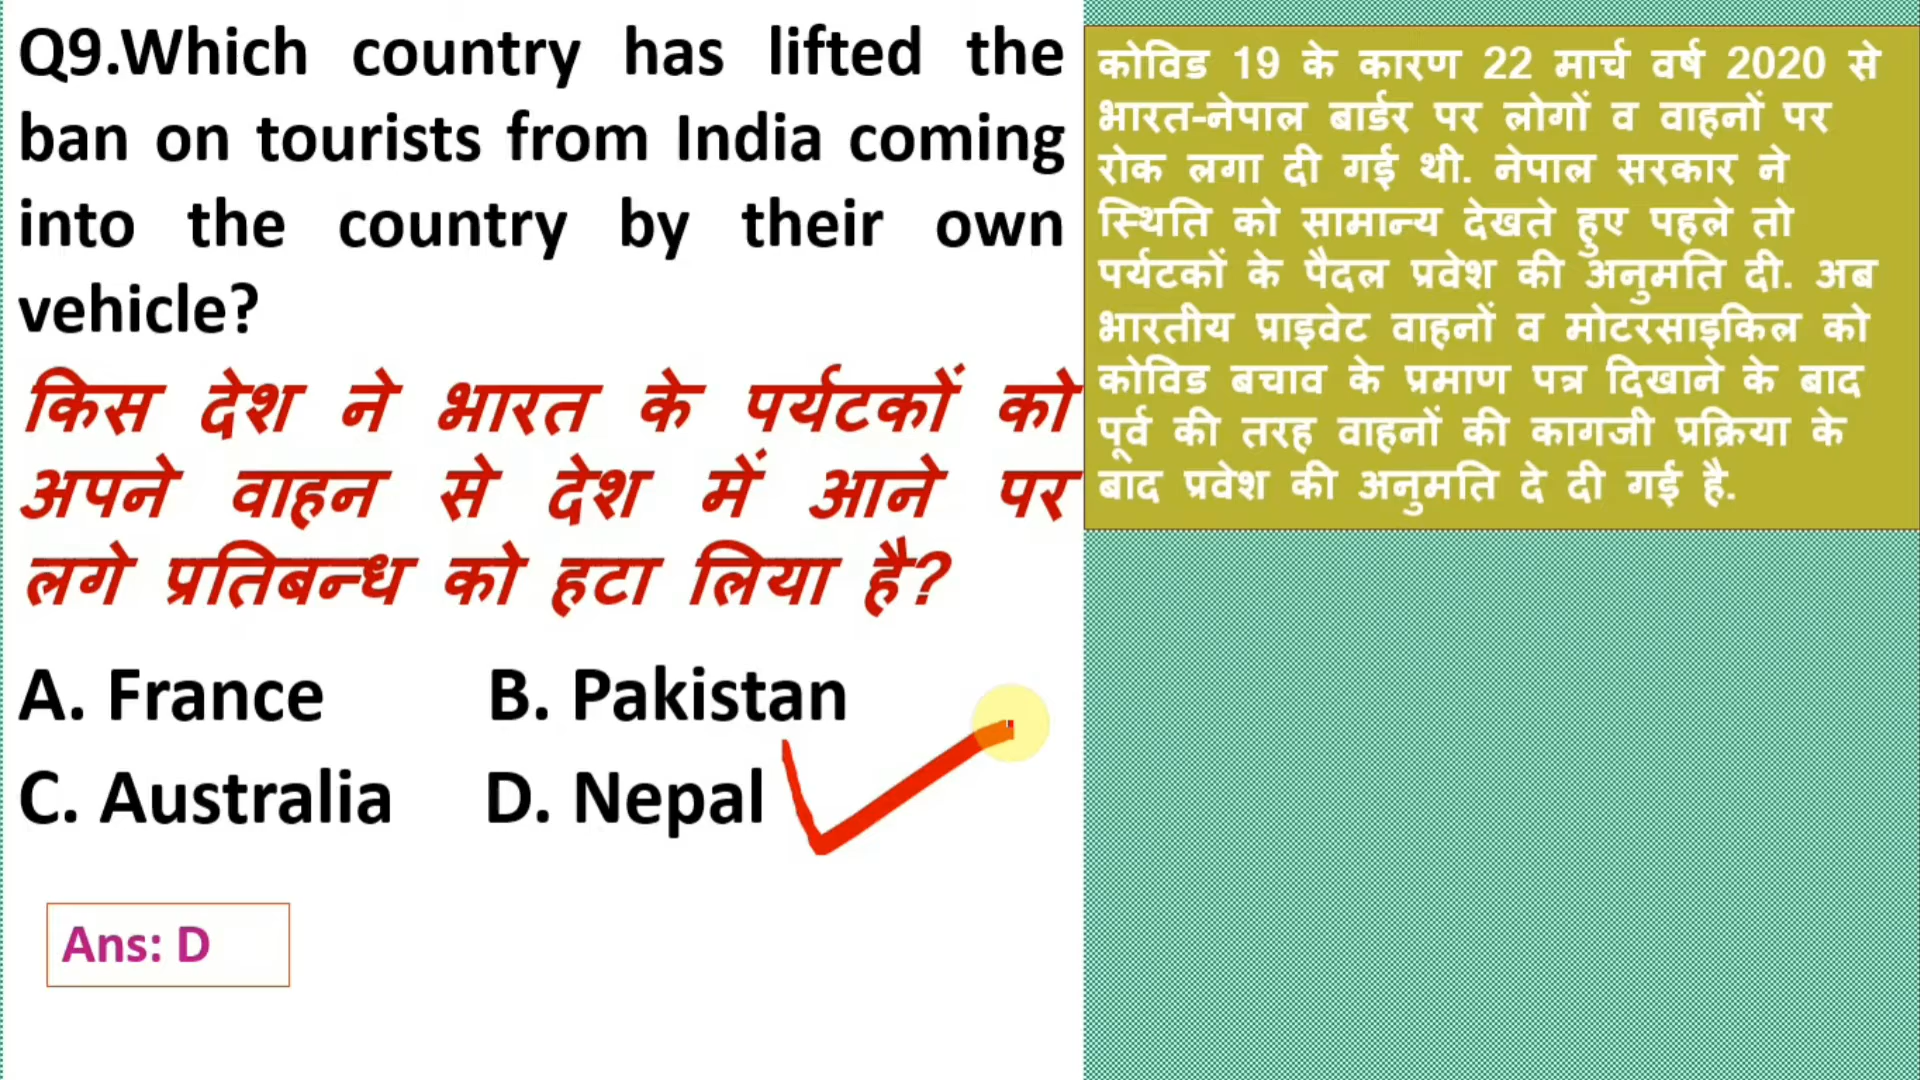 Q9.Which country has lifted the
ban on tourists from India coming
into the country by their own
vehicle?
किस देश ने भारत के पर्यटकों को
अपने वाहन से देश में आने पर
लगे प्रतिबन्ध को हटा लिया है?
A. France B. Pakistan
C. Australia D. Nepal
Ans: D
कोविड 19 के कारण 22 मार्च वर्ष 2020 से
भारत-नेपाल बार्डर पर लोगों व वाहनों पर
रोक लगा दी गई थी. नेपाल सरकार ने
स्थिति को सामान्य देखते हुए पहले तो
पर्यटकों के पैदल प्रवेश की अनुमति दी. अब
भारतीय प्राइवेट वाहनों व मोटरसाइकिल को
कोविड बचाव के प्रमाण पत्र दिखाने के बाद
पूर्व की तरह वाहनों की कागजी प्रक्रिया के
बाद प्रवेश की अनुमति दे दी गई है.